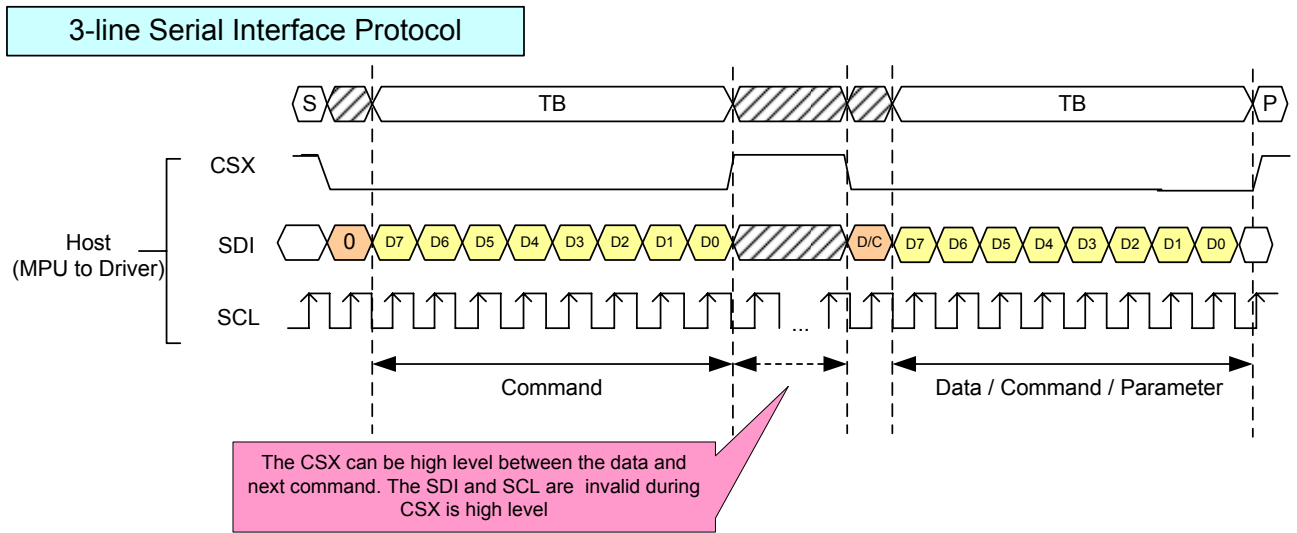 3-line Serial Interface Protocol
S TB TB P
CSX
Host
(MPU to Driver)
SDI 0 D7 D6 D5 D4 D3 D2 D1 D0 D/C D7 D6 D5 D4 D3 D2 D1 D0
SCL ...
Command Data / Command / Parameter
The CSX can be high level between the data and
next command. The SDI and SCL are invalid during
CSX is high level